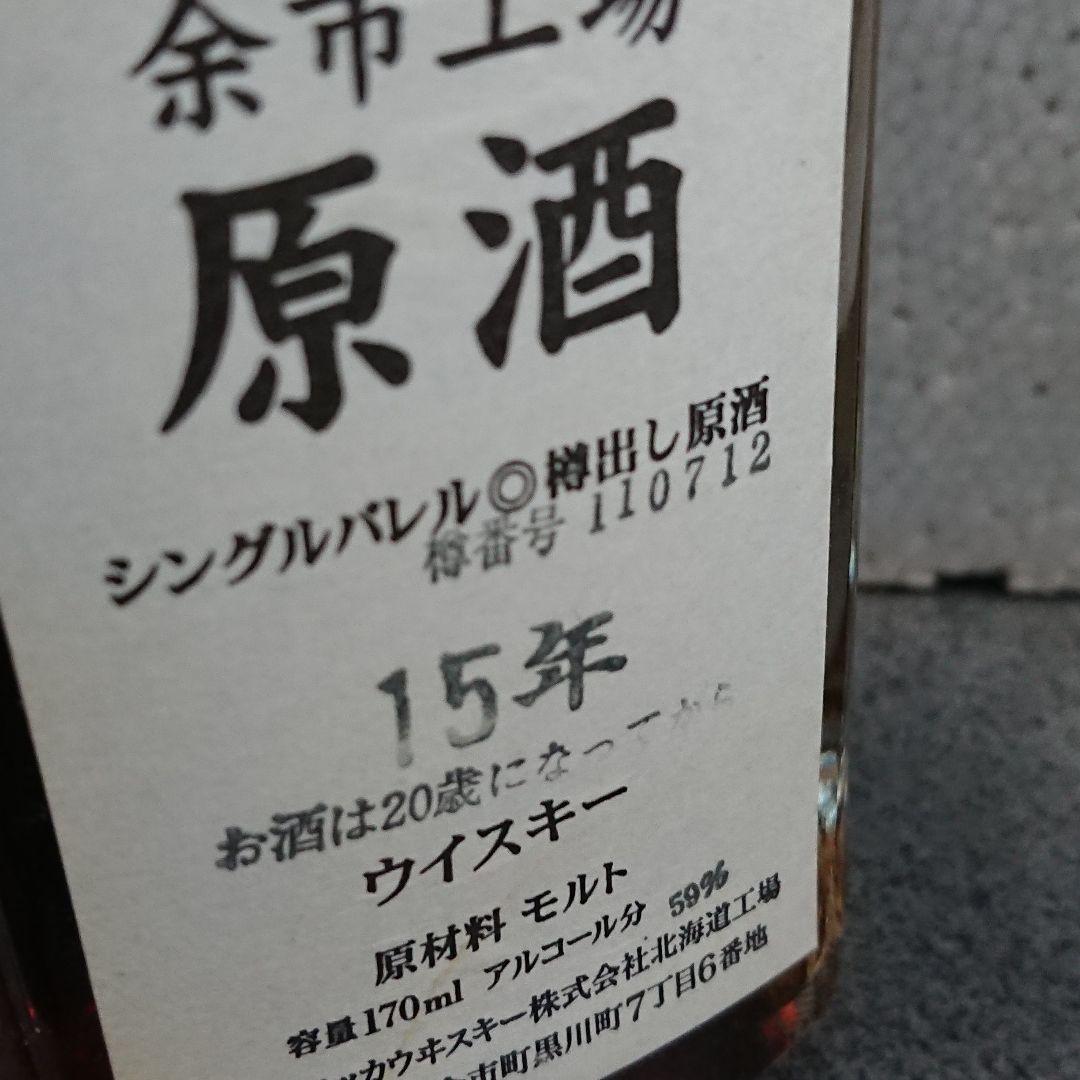 余市工場
原酒
シングルバレル◎樽出し原酒
樽番号 110712
15年
お酒は20歳になってから
ウイスキー
原材料 モルト
容量170ml アルコール分 59%
ッカウヰスキー株式会社北海道工場
市町黒川町7丁目6番地